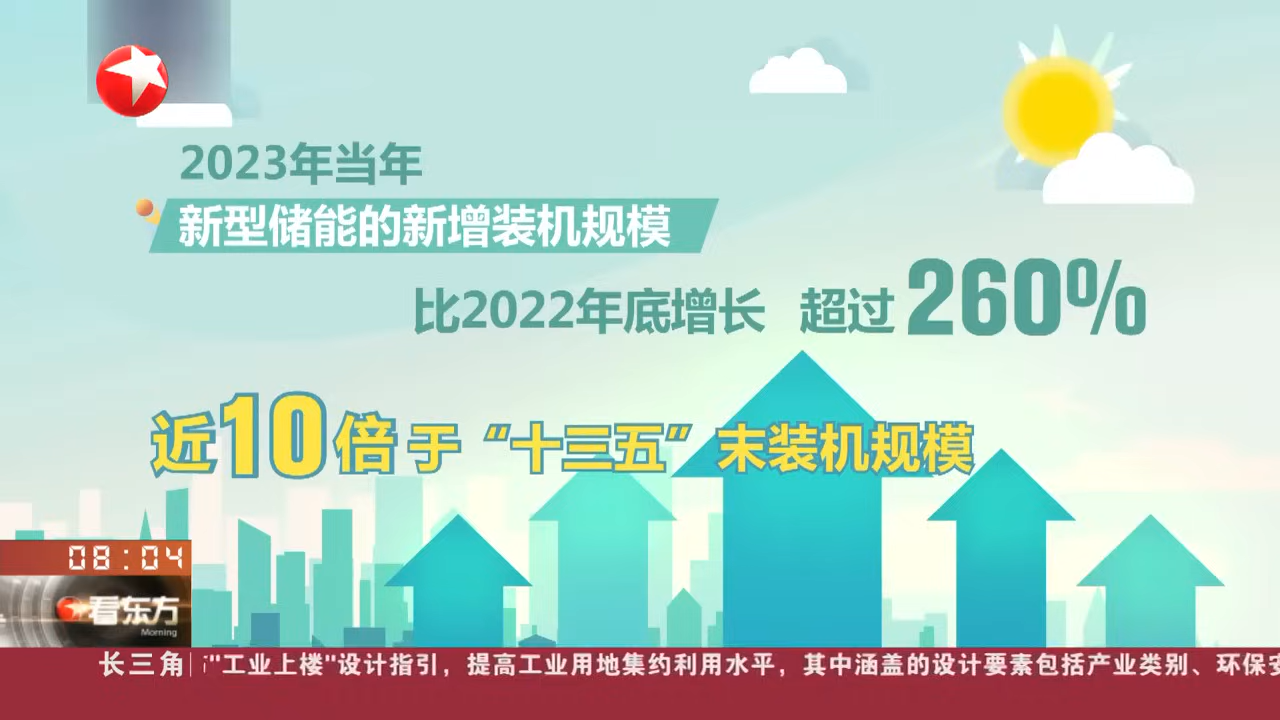 2023年当年
新型储能的新增装机规模
比2022年底增长 超过260%
近10倍于“十三五”末装机规模
08:04
看东方
Morning
长三角 "工业上楼"设计指引，提高工业用地集约利用水平，其中涵盖的设计要素包括产业类别、环保安